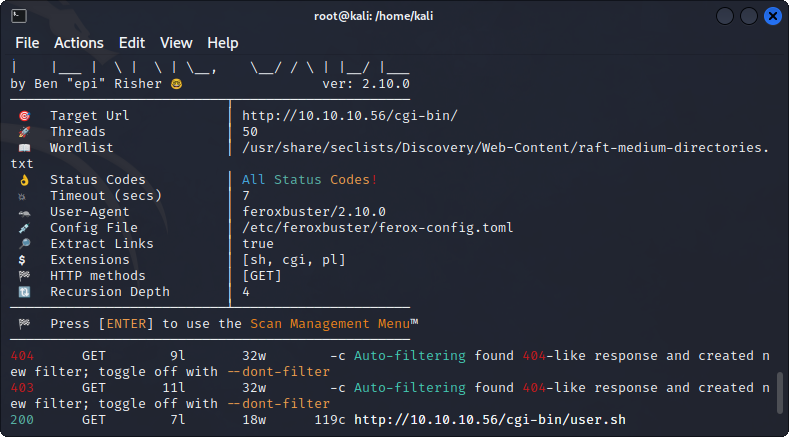 root@kali: /home/kali
File Actions Edit View Help
|    |___ |  \ |  \ | \__,    \__/ / \ | |__/ |___
by Ben "epi" Risher 🤓                 ver: 2.10.0
🎯 Target Url │ http://10.10.10.56/cgi-bin/
🚀 Threads │ 50
📖 Wordlist │ /usr/share/seclists/Discovery/Web-Content/raft-medium-directories.
txt
👌 Status Codes │ All Status Codes!
💥 Timeout (secs) │ 7
🦡 User-Agent │ feroxbuster/2.10.0
💉 Config File │ /etc/feroxbuster/ferox-config.toml
🔎 Extract Links │ true
💲 Extensions │ [sh, cgi, pl]
🏁 HTTP methods │ [GET]
🔃 Recursion Depth │ 4
🏁 Press [ENTER] to use the Scan Management Menu™
404      GET        9l       32w        -c Auto-filtering found 404-like response and created n
ew filter; toggle off with --dont-filter
403      GET       11l       32w        -c Auto-filtering found 404-like response and created n
ew filter; toggle off with --dont-filter
200      GET        7l       18w      119c http://10.10.10.56/cgi-bin/user.sh